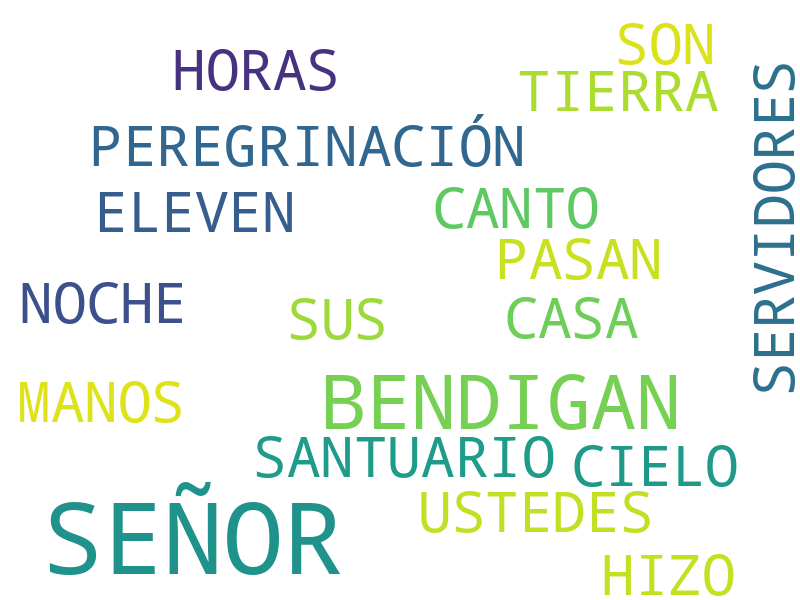 SON
HORAS
TIERRA
SERVIDORES
PEREGRINACIÓN
ELEVEN
CANTO
PASAN
NOCHE
SUS
CASA
MANOS
BENDIGAN
SANTUARIO
CIELO
SEÑOR
USTEDES
HIZO